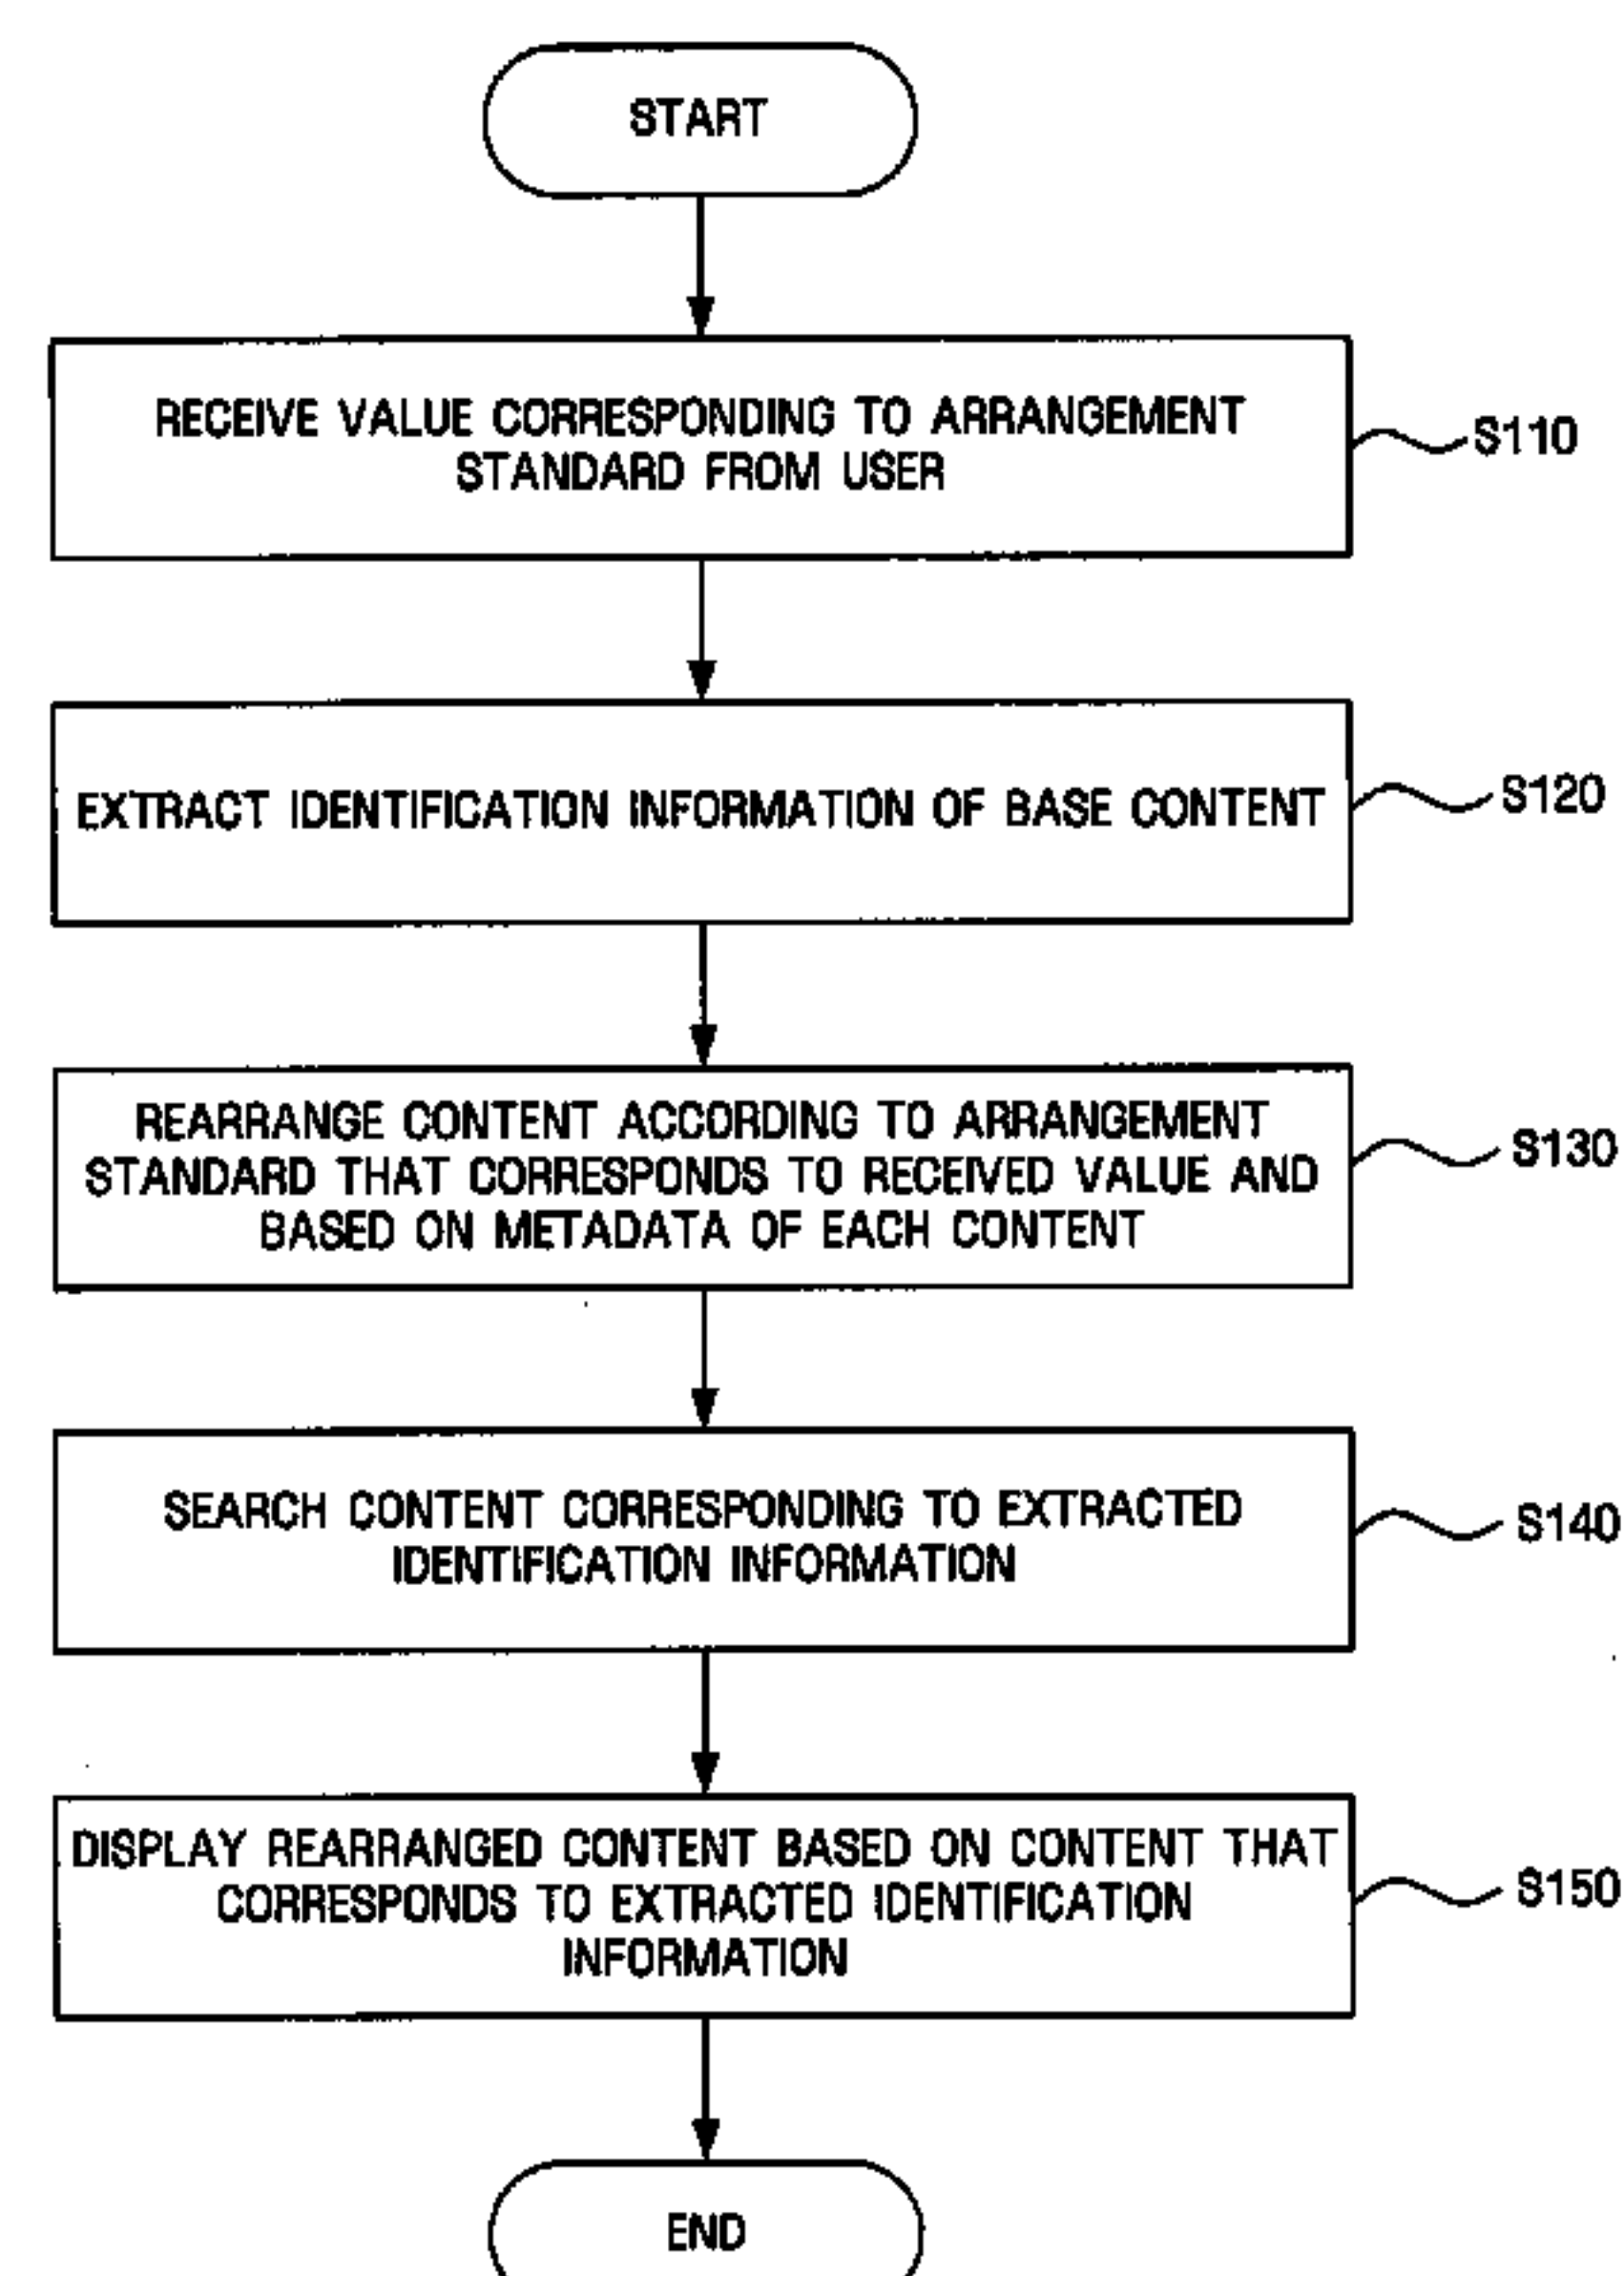 START
RECEIVE VALUE CORRESPONDING TO ARRANGEMENT
STANDARD FROM USER
S110
EXTRACT IDENTIFICATION INFORMATION OF BASE CONTENT
S120
REARRANGE CONTENT ACCORDING TO ARRANGEMENT
STANDARD THAT CORRESPONDS TO RECEIVED VALUE AND
BASED ON METADATA OF EACH CONTENT
S130
SEARCH CONTENT CORRESPONDING TO EXTRACTED
IDENTIFICATION INFORMATION
S140
DISPLAY REARRANGED CONTENT BASED ON CONTENT THAT
CORRESPONDS TO EXTRACTED IDENTIFICATION
INFORMATION
S150
END